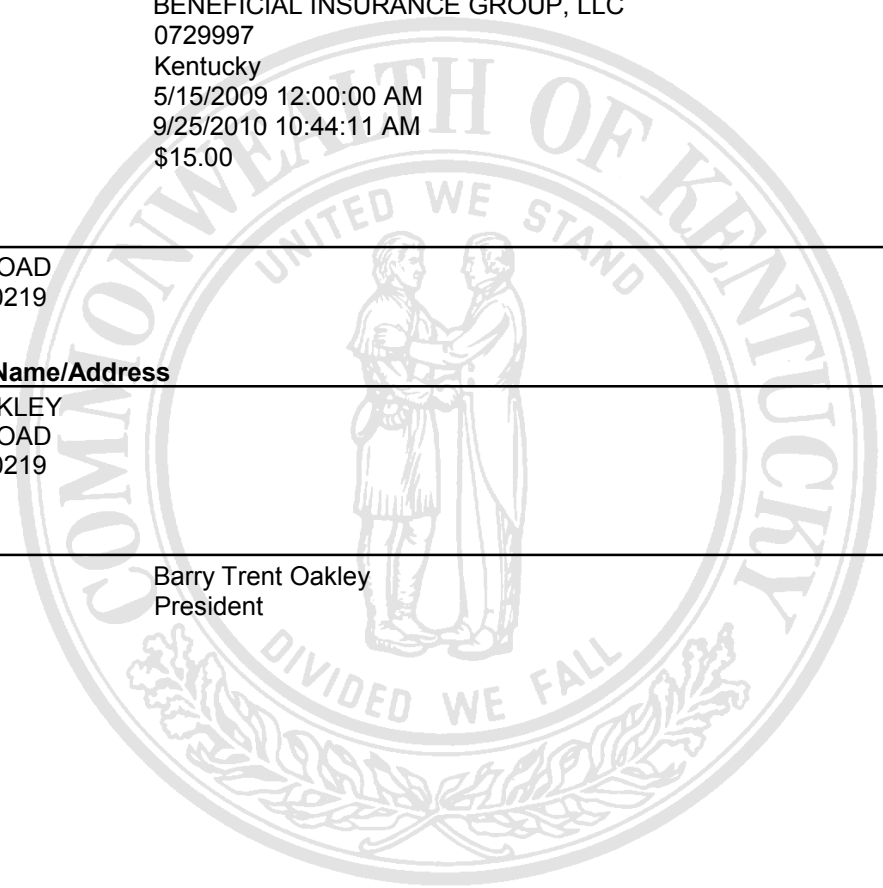 BENEFICIAL INSURANCE GROUP, LLC
0729997
Kentucky
5/15/2009 12:00:00 AM
9/25/2010 10:44:11 AM
$15.00
OAD
0219
Name/Address
KLEY
OAD
0219
Barry Trent Oakley
President
COMMONWEALTH OF KENTUCKY
UNITED WE STAND
DIVIDED WE FALL